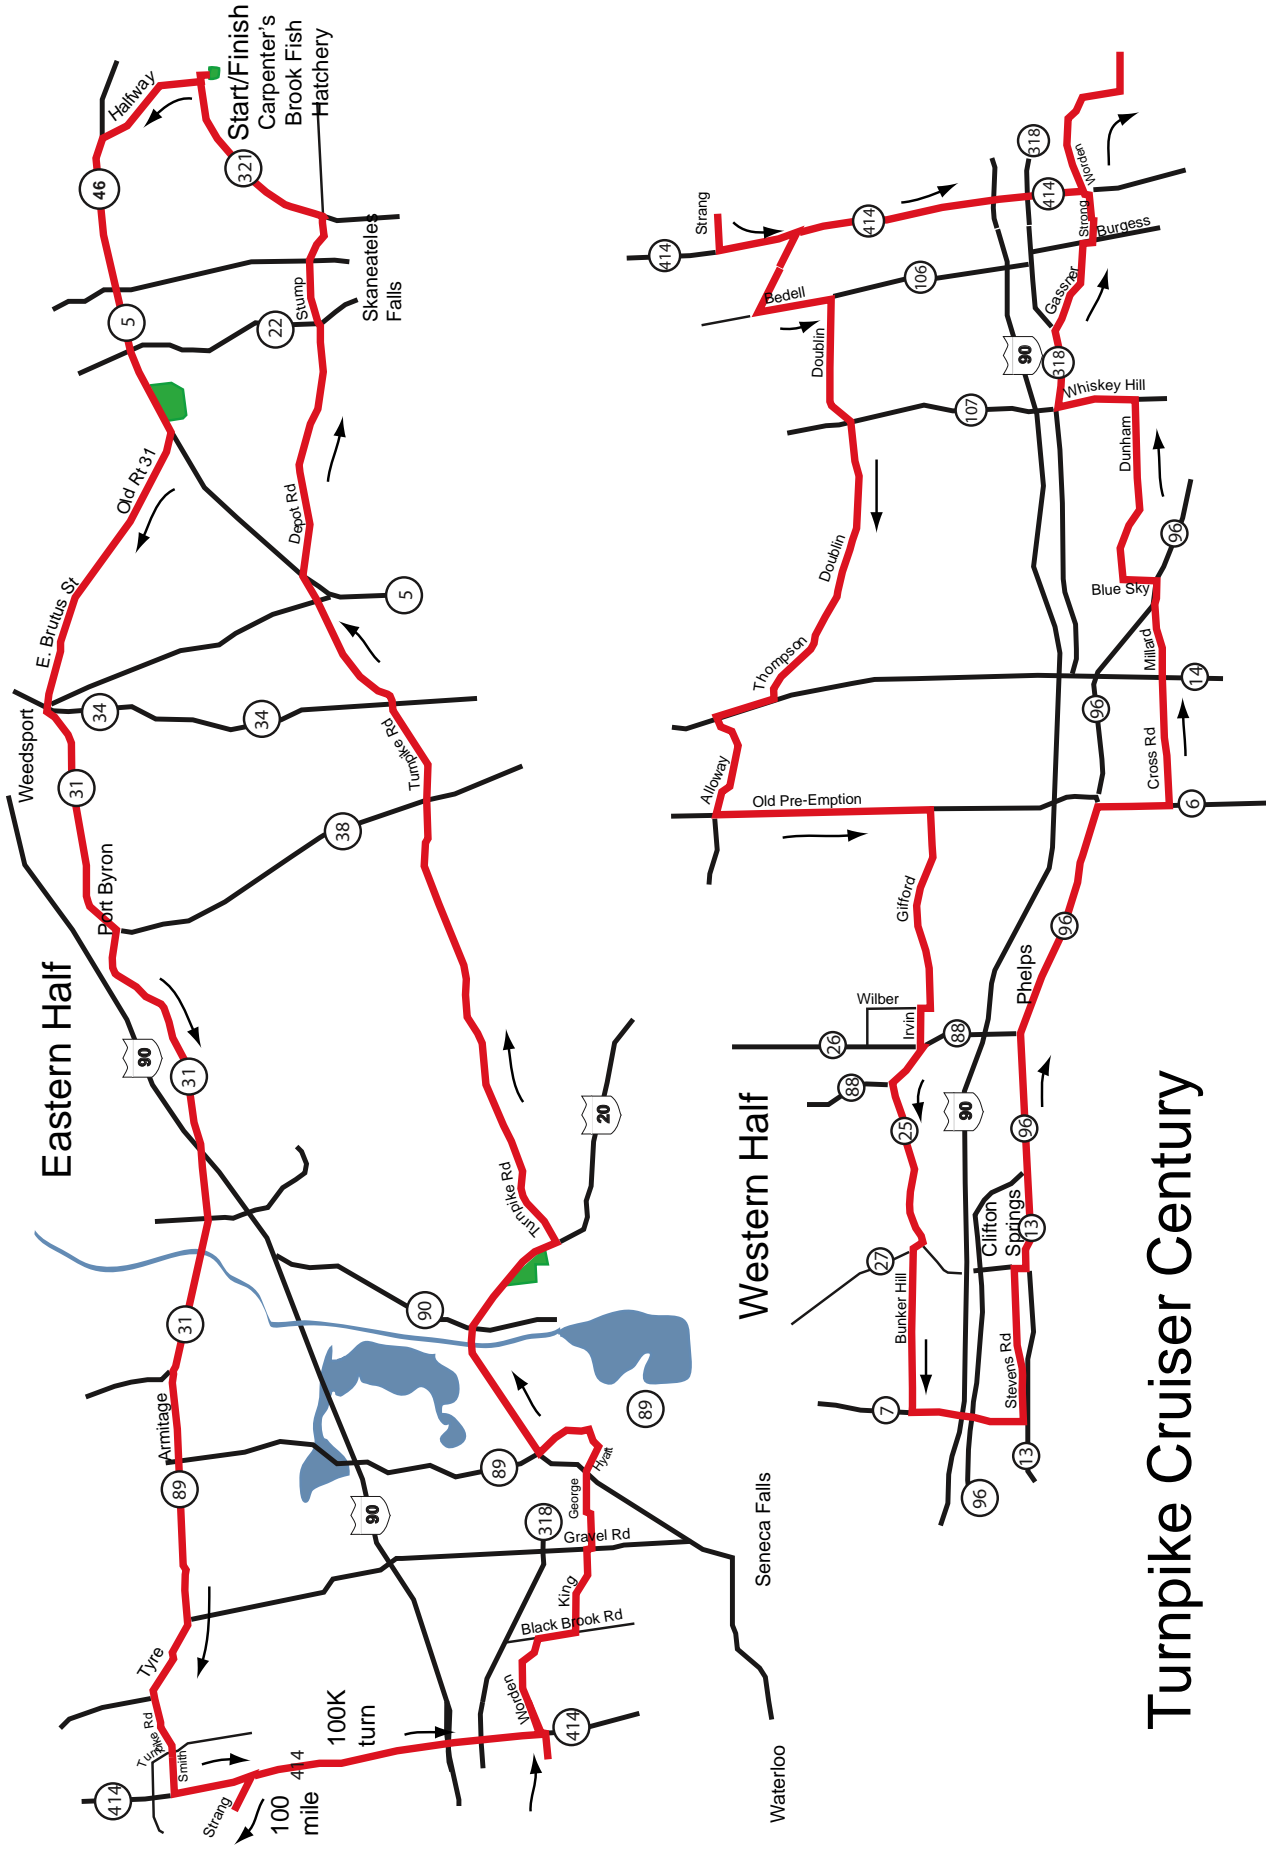 Turnpike Cruiser Century
Eastern Half
Start/Finish
Carpenter's
Brook Fish
Hatchery
Halfway
46
321
5
22
Stump
Skaneateles
Falls
Old Rt 31
Depot Rd
5
E. Brutus St
Weedsport
34
34
31
Turnpike Rd
38
Port Byron
90
31
20
Turnpike Rd
31
90
Armitage
89
89
89
Hyatt
George
318
90
Gravel Rd
Seneca Falls
King
Black Brook Rd
Tyre
Worden
Turnpike Rd
Smith
414
414
414
100K
turn
Strang
100
mile
Waterloo
Western Half
Strang
414
414
414
318
Worden
Strong
Burgess
106
Bedell
Gassner
Doublin
90
318
107
Whiskey Hill
Dunham
96
Doublin
Blue Sky
Thompson
Millard
14
96
Alloway
Old Pre-Emption
Cross Rd
6
Gifford
96
Phelps
Wilber
Irvin
26
88
88
25
90
96
Clifton
Springs
13
27
Bunker Hill
Stevens Rd
7
13
96